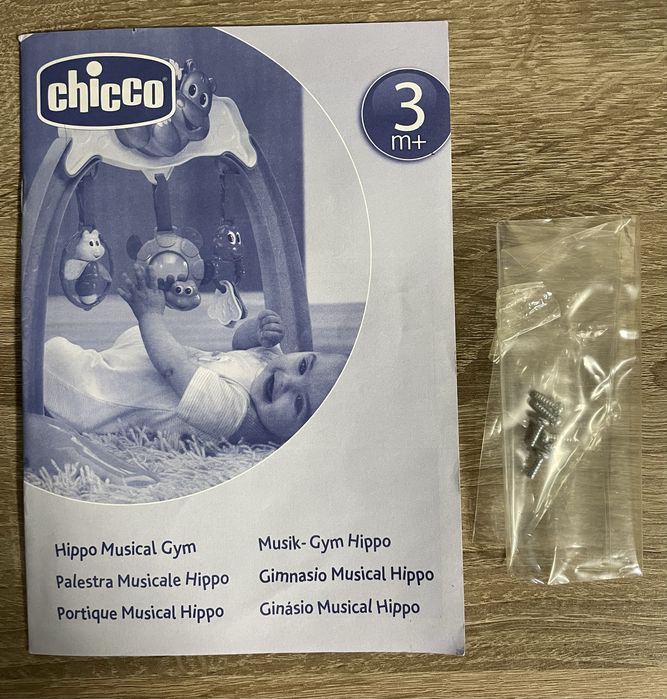 chicco
3
m+
Hippo Musical Gym
Palestra Musicale Hippo
Portique Musical Hippo
Musik-Gym Hippo
Gimnasio Musical Hippo
Ginásio Musical Hippo